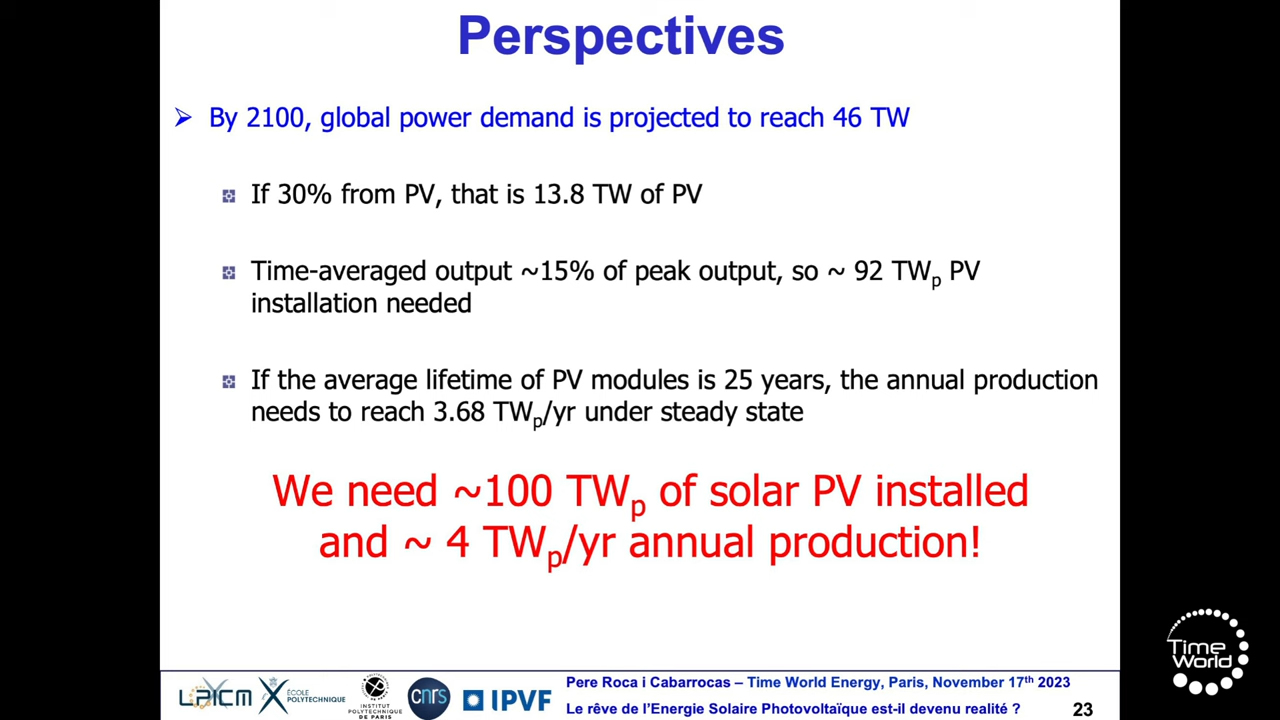 Perspectives
By 2100, global power demand is projected to reach 46 TW
If 30% from PV, that is 13.8 TW of PV
Time-averaged output ~15% of peak output, so ~ 92 TWp PV
installation needed
If the average lifetime of PV modules is 25 years, the annual production
needs to reach 3.68 TWp/yr under steady state
We need ~100 TWp of solar PV installed
and ~ 4 TWp/yr annual production!
Time
World
LPICM
ÉCOLE
POLYTECHNIQUE
INSTITUT
POLYTECHNIQUE
DE PARIS
cnrs
IPVF
Pere Roca i Cabarrocas – Time World Energy, Paris, November 17th 2023
Le rêve de l'Energie Solaire Photovoltaïque est-il devenu realité ?
23